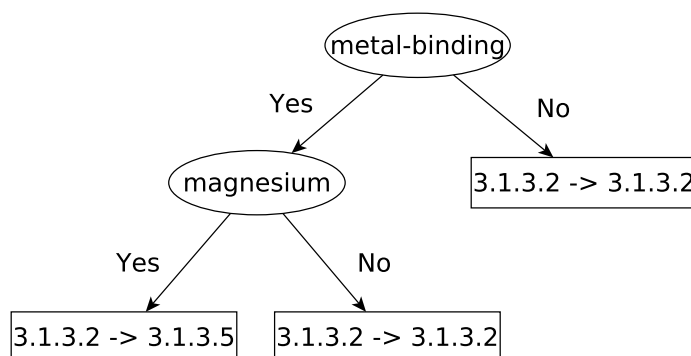 metal-binding
Yes
No
magnesium
3.1.3.2 -> 3.1.3.2
Yes
No
3.1.3.2 -> 3.1.3.5
3.1.3.2 -> 3.1.3.2